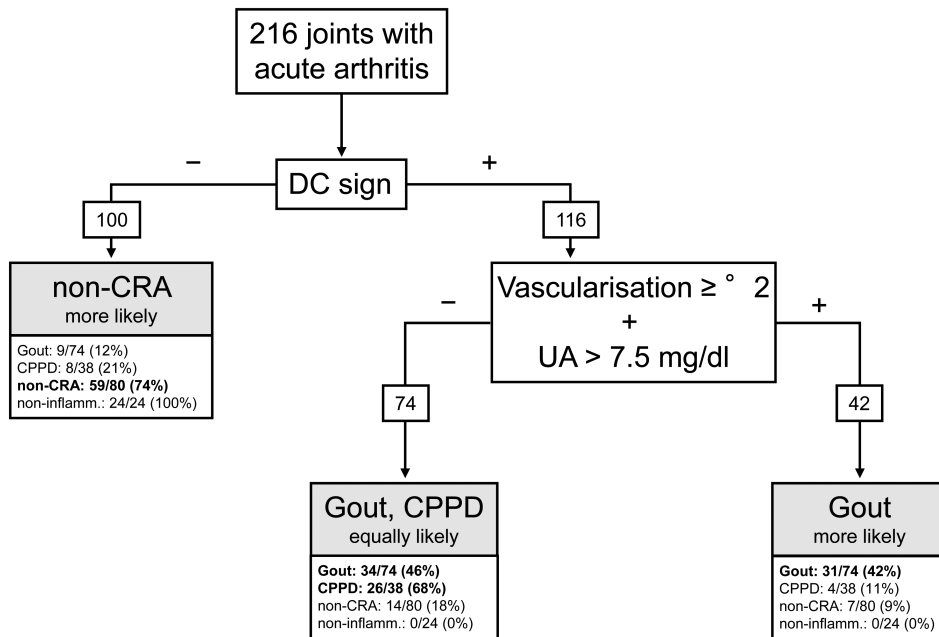 216 joints with
acute arthritis
−
+
DC sign
100
116
non-CRA
more likely
Gout: 9/74 (12%)
CPPD: 8/38 (21%)
non-CRA: 59/80 (74%)
non-inflamm.: 24/24 (100%)
−
Vascularisation ≥ ° 2
+
UA > 7.5 mg/dl
+
74
42
Gout, CPPD
equally likely
Gout: 34/74 (46%)
CPPD: 26/38 (68%)
non-CRA: 14/80 (18%)
non-inflamm.: 0/24 (0%)
Gout
more likely
Gout: 31/74 (42%)
CPPD: 4/38 (11%)
non-CRA: 7/80 (9%)
non-inflamm.: 0/24 (0%)